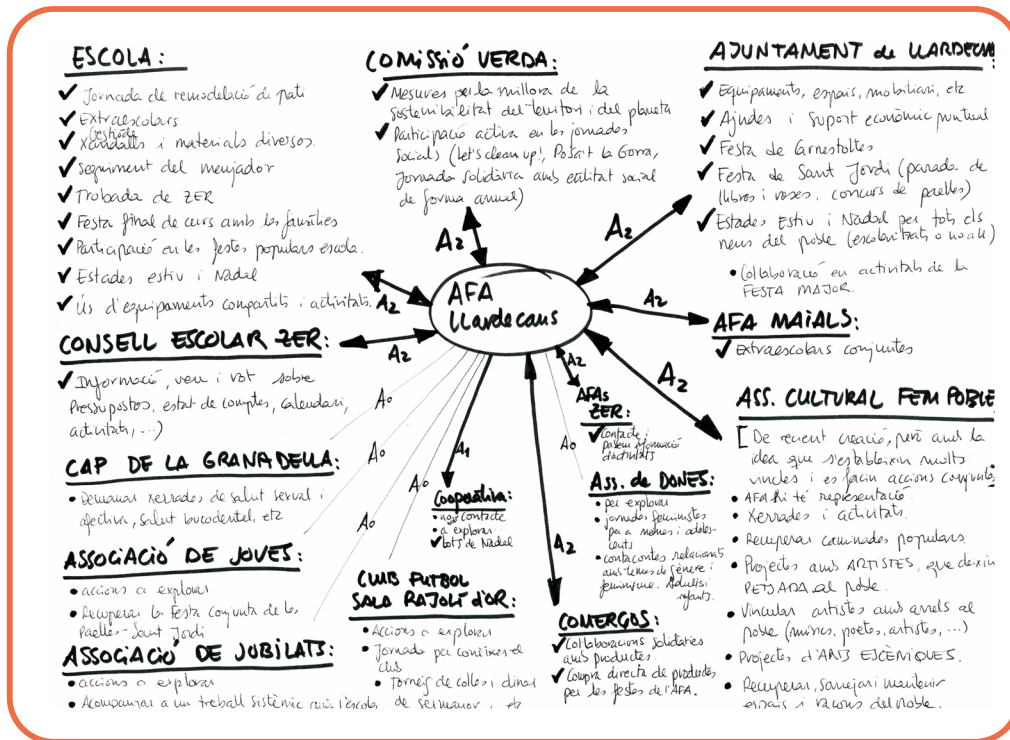 ESCOLA:
✓ Jornada de remodelació de pati
✓ Extraescolars
(gestió de
✓ Xandalls i materials diversos.
✓ Seguiment del menjador
✓ Trobada de ZER
✓ Festa final de curs amb les famílies
✓ Participació en les festes populars escola.
✓ Estades estiu i Nadal
✓ Ús d'equipaments compartits i activitats.
CONSELL ESCOLAR ZER:
✓ Informació, veu i vot sobre
Pressupostos, estat de comptes, calendari,
activitats, ...)
CAP DE LA GRANADELLA:
• Demanar xerrades de salut sexual i
afectiva, salut bucodental, etc
ASSOCIACIÓ DE JOVES:
• accions a explorar
• Recuperar la festa conjunta de les
Paelles - Sant Jordi
ASSOCIACIÓ DE JUBILATS:
• accions a explorar
• Acompanyar a un treball sistèmic amb l'escola
COMISSIÓ VERDA:
✓ Mesures per la millora de la
sostenibilitat del territori i del planeta
✓ Participació activa en les jornades
socials (let's clean up!, Posa't la Gorra,
Jornada solidària amb entitat social
de forma anual)
A2
A2
A2
A2
A2
A2
A2
A2
A1
A0
A0
A0
A0
A0
AFA
Llardecans
Cooperativa:
• nou contacte
• a explorar
✓ Lots de Nadal
CLUB FUTBOL
SALA RAJOLÍ D'OR:
• Accions a explorar
• Jornada per conèixer el
club
• Torneig de colles i dinar
de germanor, etc
AFAs
ZER:
✓ Contacte i
passem informació
d'activitats
ASS. de DONES:
• per explorar
• jornades feministes
per a nenes i adoles-
cents
• contacontes relacionats
amb temes de gènere i
feminisme. Adults i
infants.
COMERÇOS:
✓ Col·laboracions solidàries
amb productes.
✓ Compra directa de productes
per les festes de l'AFA.
AJUNTAMENT de LLARDECAN
✓ Equipaments, espais, mobiliari, etc.
✓ Ajudes i suport econòmic puntual
✓ Festa de Carnestoltes
✓ Festa de Sant Jordi (parada de
llibres i roses, concurs de paelles)
✓ Estades Estiu i Nadal per tots els
nens del poble (escolaritzats o no allí)
• Col·laboració en activitats de la
FESTA MAJOR.
AFA MAIALS:
✓ Extraescolars conjuntes
ASS. CULTURAL FEM POBLE
[ De recent creació, però amb la
idea que s'estableixin molts
vincles i es facin accions conjuntes
• AFA hi té representació.
• Xerrades i activitats.
• Recuperar caminades populars.
• Projectes amb ARTISTES, que deixin
PETJADA al poble.
• Vincular artistes amb arrels al
poble (músics, poetes, artistes, ...)
• Projectes d'ARTS ESCÈNIQUES.
• Recuperar, sanejar i mantenir
espais i racons del poble.